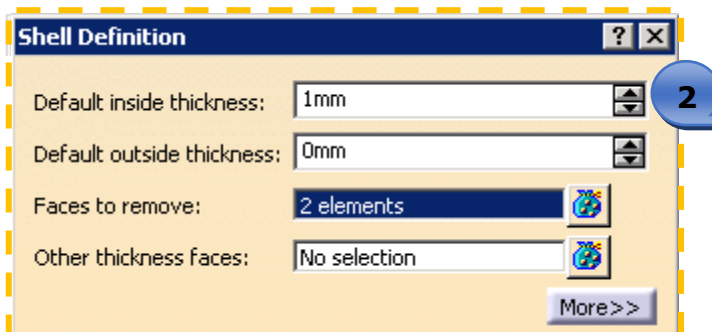 Shell Definition ? X
Default inside thickness: 1mm
2
Default outside thickness: 0mm
Faces to remove: 2 elements
Other thickness faces: No selection
More>>